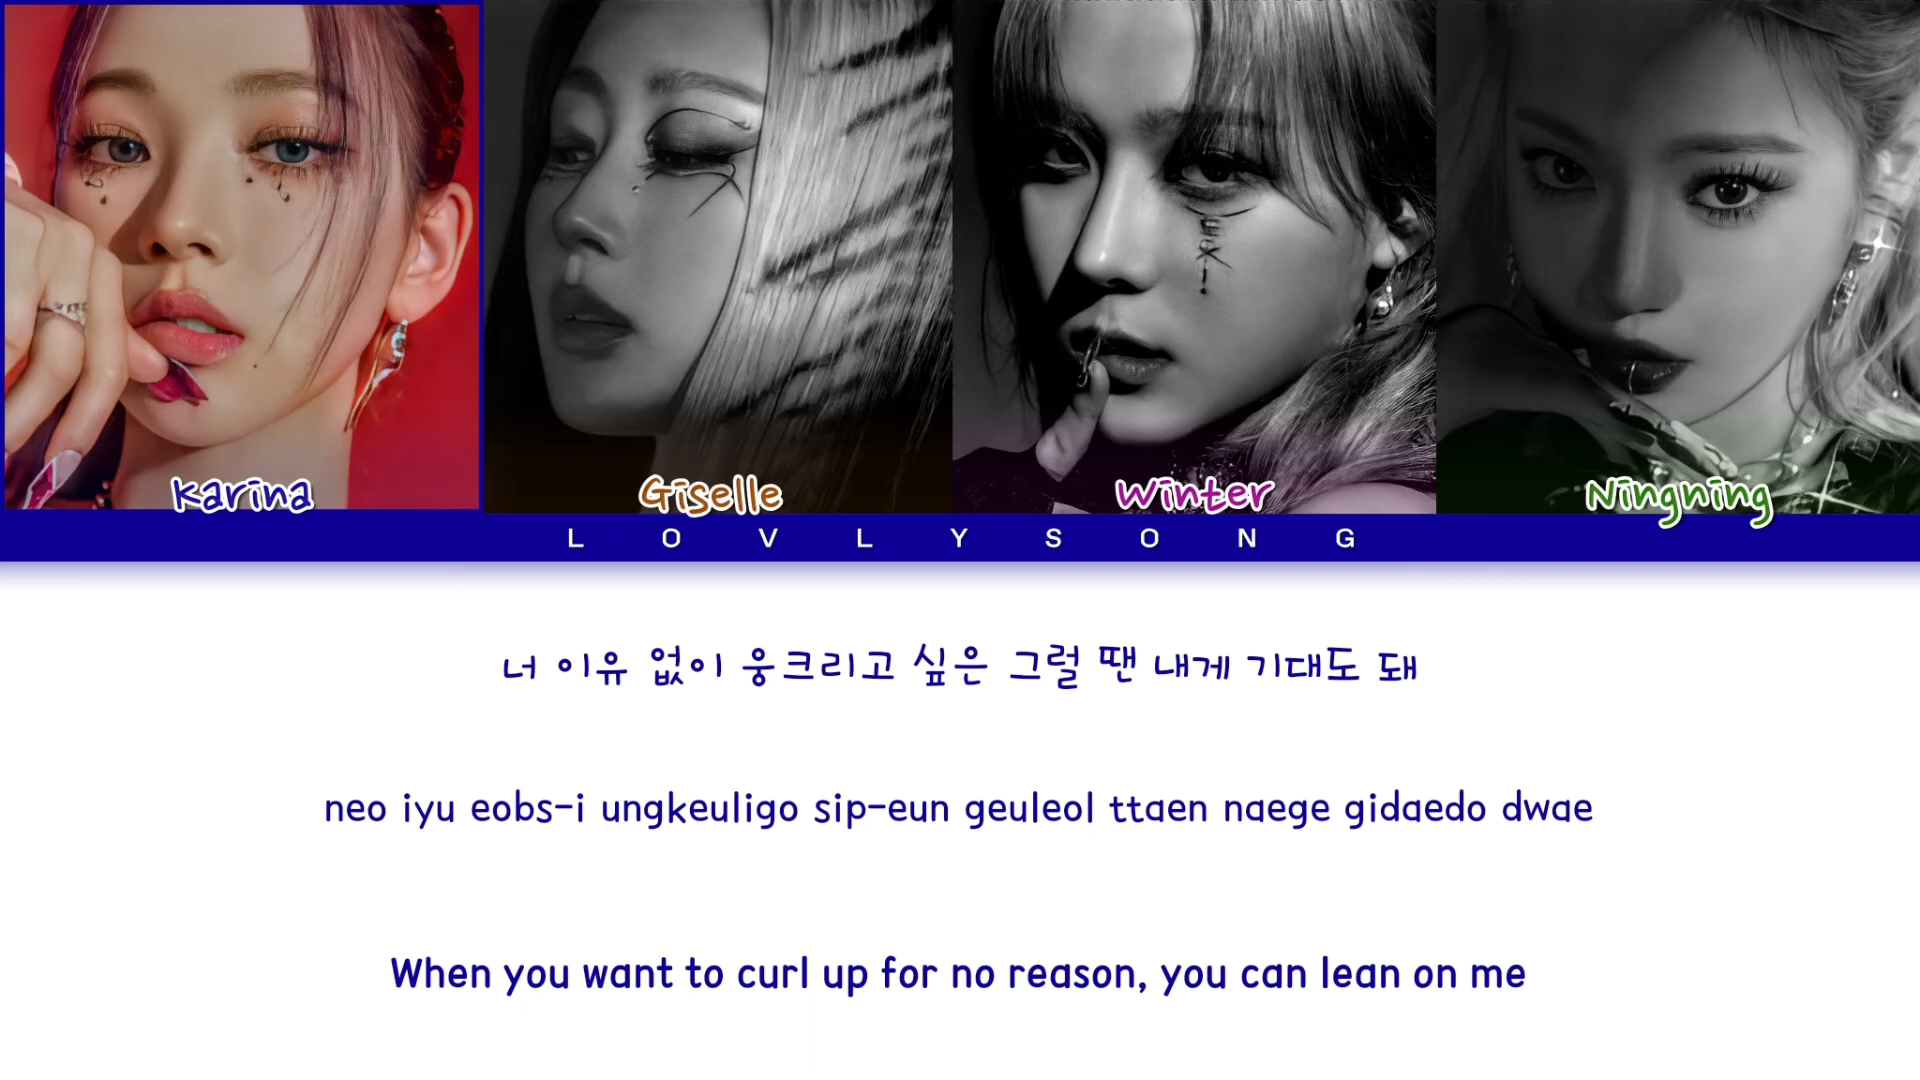 Karina
Giselle
Winter
Ningning
LOVLYSONG
너 이유 없이 웅크리고 싶은 그럴 땐 내게 기대도 돼
neo iyu eobs-i ungkeuligo sip-eun geuleol ttaen naege gidaedo dwae
When you want to curl up for no reason, you can lean on me